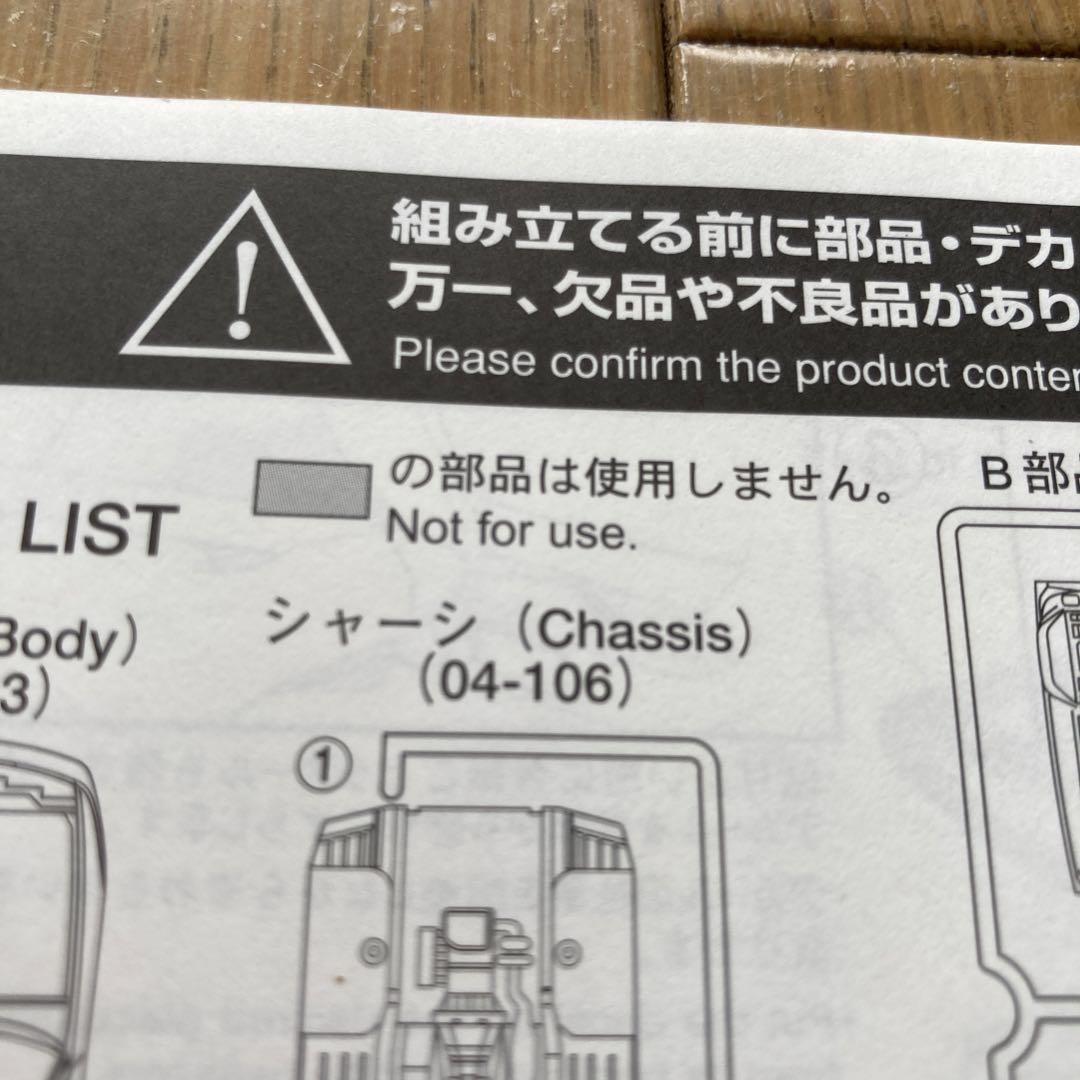 組み立てる前に部品・デカ
万一、欠品や不良品があり
Please confirm the product conten
の部品は使用しません。
Not for use.
LIST
Body)
3)
シャーシ（Chassis）
（04-106）
B部品
①